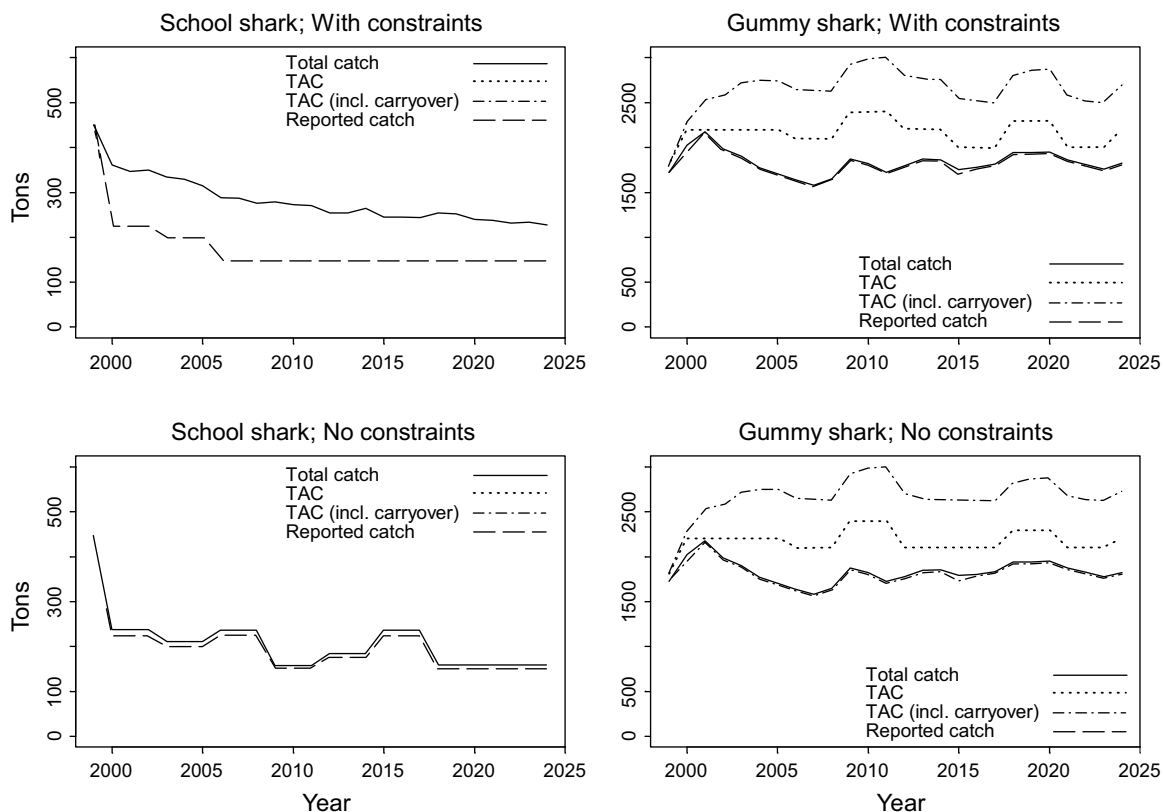 School shark; With constraints
Total catch
TAC
TAC (incl. carryover)
Reported catch
Tons
500
300
100
0
2000 2005 2010 2015 2020 2025
Gummy shark; With constraints
2500
1500
500
0
Total catch
TAC
TAC (incl. carryover)
Reported catch
2000 2005 2010 2015 2020 2025
School shark; No constraints
Total catch
TAC
TAC (incl. carryover)
Reported catch
Tons
500
300
100
0
2000 2005 2010 2015 2020 2025
Year
Gummy shark; No constraints
2500
1500
500
0
Total catch
TAC
TAC (incl. carryover)
Reported catch
2000 2005 2010 2015 2020 2025
Year